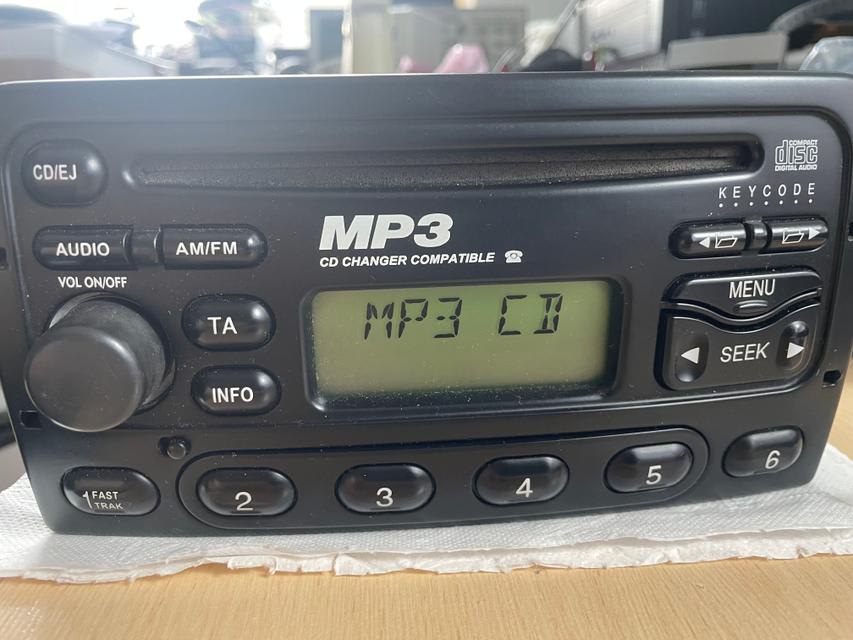 CD/EJ
COMPACT
disc
DIGITAL AUDIO
KEYCODE
AUDIO
AM/FM
MP3
CD CHANGER COMPATIBLE
VOL ON/OFF
MENU
TA
MP3 CD
SEEK
INFO
1 FAST
TRAK
2
3
4
5
6